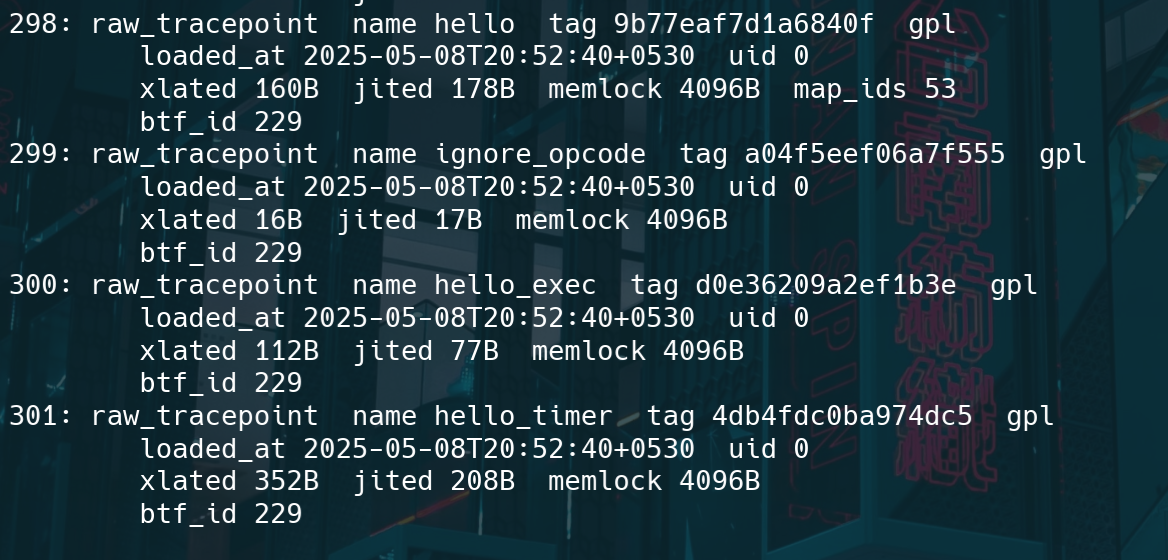 298: raw_tracepoint  name hello  tag 9b77eaf7d1a6840f  gpl
        loaded_at 2025-05-08T20:52:40+0530  uid 0
        xlated 160B  jited 178B  memlock 4096B  map_ids 53
        btf_id 229
299: raw_tracepoint  name ignore_opcode  tag a04f5eef06a7f555  gpl
        loaded_at 2025-05-08T20:52:40+0530  uid 0
        xlated 16B  jited 17B  memlock 4096B
        btf_id 229
300: raw_tracepoint  name hello_exec  tag d0e36209a2ef1b3e  gpl
        loaded_at 2025-05-08T20:52:40+0530  uid 0
        xlated 112B  jited 77B  memlock 4096B
        btf_id 229
301: raw_tracepoint  name hello_timer  tag 4db4fdc0ba974dc5  gpl
        loaded_at 2025-05-08T20:52:40+0530  uid 0
        xlated 352B  jited 208B  memlock 4096B
        btf_id 229